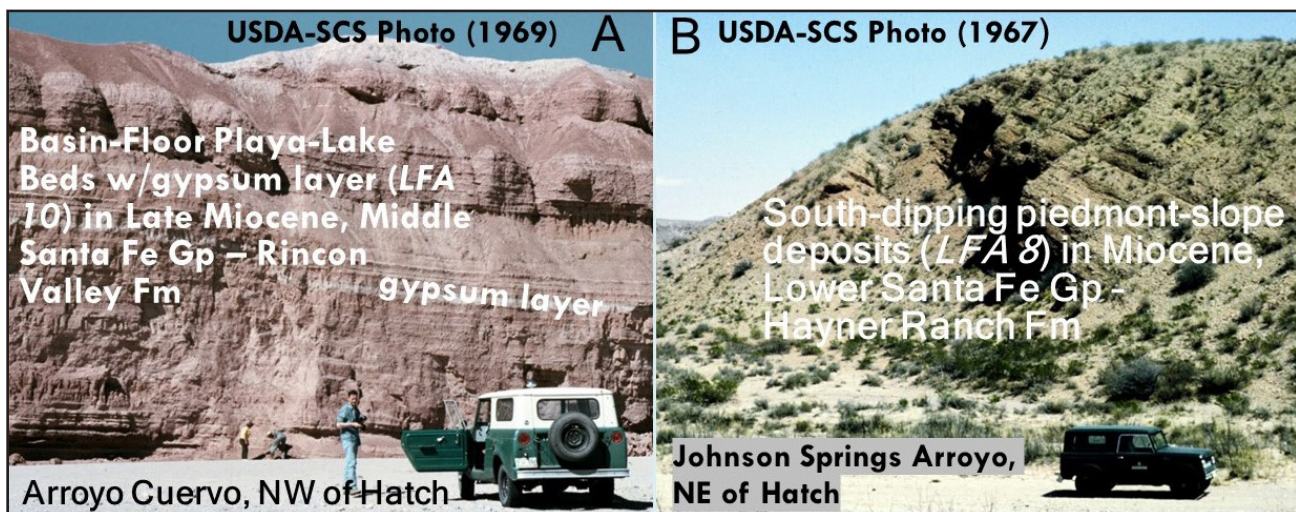 USDA-SCS Photo (1969) A
Basin-Floor Playa-Lake
Beds w/gypsum layer (LFA
10) in Late Miocene, Middle
Santa Fe Gp – Rincon
Valley Fm
gypsum layer
Arroyo Cuervo, NW of Hatch
B USDA-SCS Photo (1967)
South-dipping piedmont-slope
deposits (LFA 8) in Miocene,
Lower Santa Fe Gp -
Hayner Ranch Fm
Johnson Springs Arroyo,
NE of Hatch